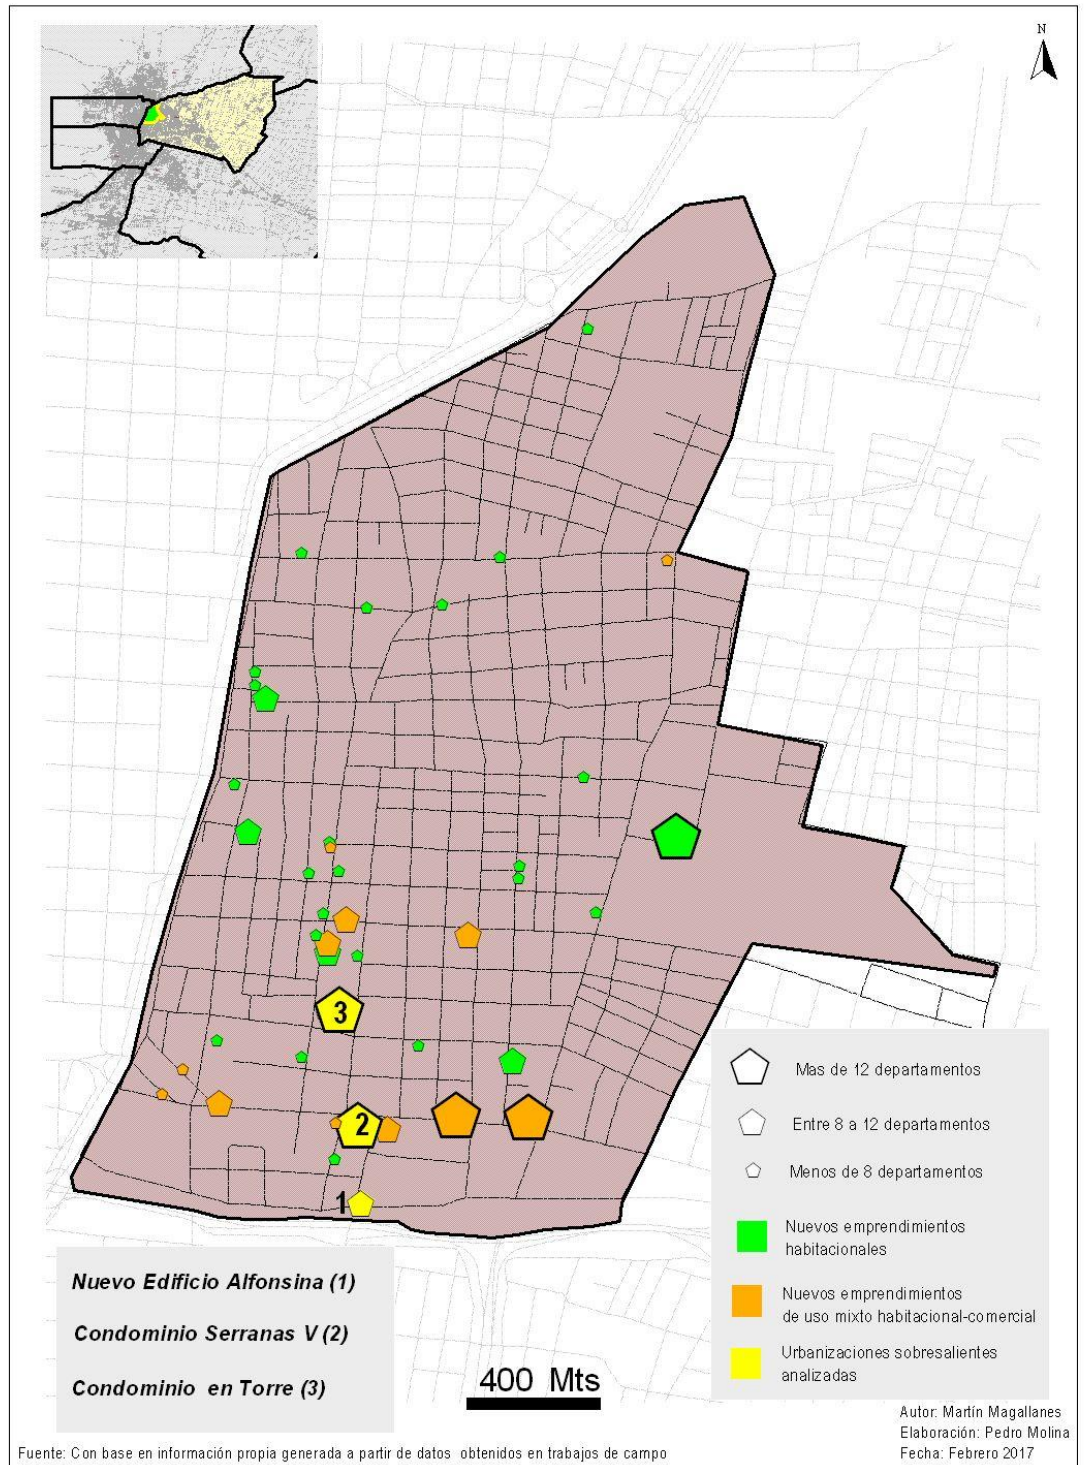 N
3
2
1
Mas de 12 departamentos
Entre 8 a 12 departamentos
Menos de 8 departamentos
Nuevos emprendimientos
habitacionales
Nuevos emprendimientos
de uso mixto habitacional-comercial
Urbanizaciones sobresalientes
analizadas
Nuevo Edificio Alfonsina (1)
Condominio Serranas V (2)
Condominio en Torre (3)
400 Mts
Autor: Martín Magallanes
Elaboración: Pedro Molina
Fecha: Febrero 2017
Fuente: Con base en información propia generada a partir de datos obtenidos en trabajos de campo